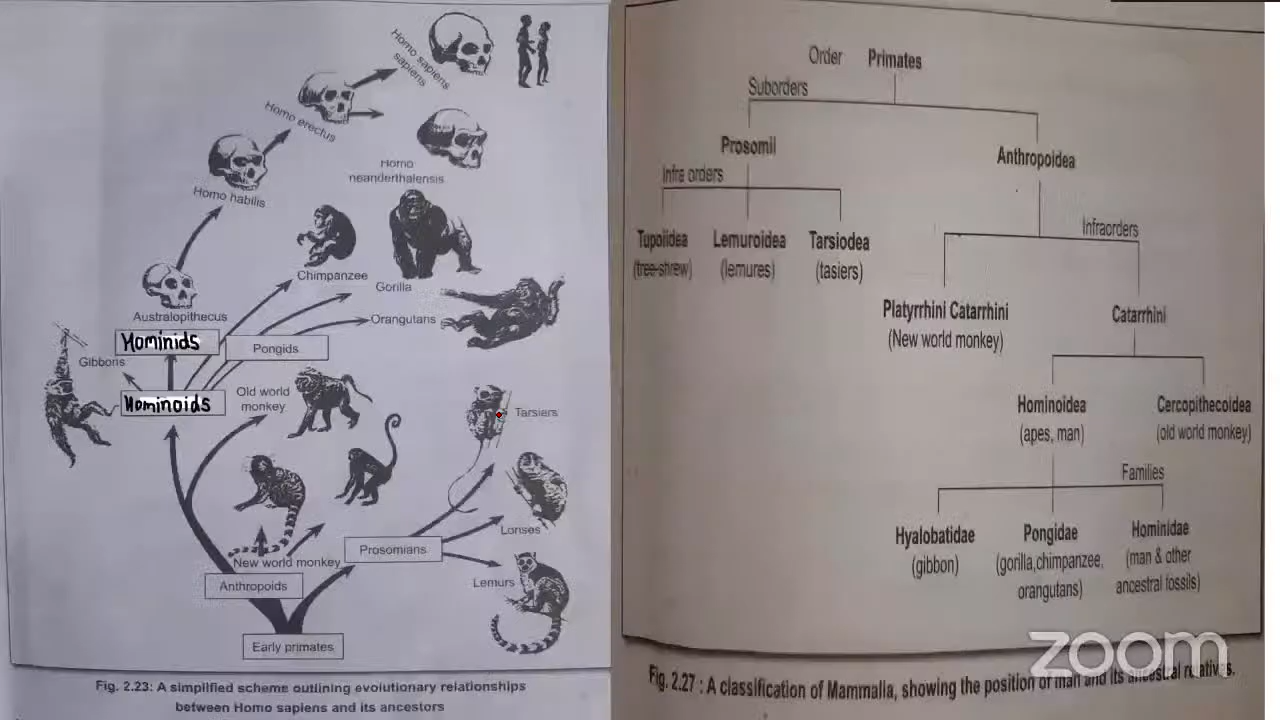 Homo sapiens
sapiens
Homo erectus
Homo
neanderthalensis
Homo habilis
Chimpanzee
Gorilla
Australopithecus
Orangutans
Hominids
Pongids
Gibbons
Hominoids
Old world
monkey
Tarsiers
Lorises
Prosomians
New world monkey
Lemurs
Anthropoids
Early primates
Fig. 2.23: A simplified scheme outlining evolutionary relationships
between Homo sapiens and its ancestors
Order Primates
Suborders
Prosomii
Anthropoidea
Infra orders
Infraorders
Tupoiidea Lemuroidea Tarsiodea
(tree-shrew) (lemures) (tasiers)
Platyrrhini Catarrhini
(New world monkey)
Catarrhini
Hominoidea Cercopithecoidea
(apes, man) (old world monkey)
Families
Hyalobatidae Pongidae Hominidae
(gibbon) (gorilla,chimpanzee, (man & other
orangutans) ancestral fossils)
zoom
Fig. 2.27 : A classification of Mammalia, showing the position of man and its ancestral relatives.